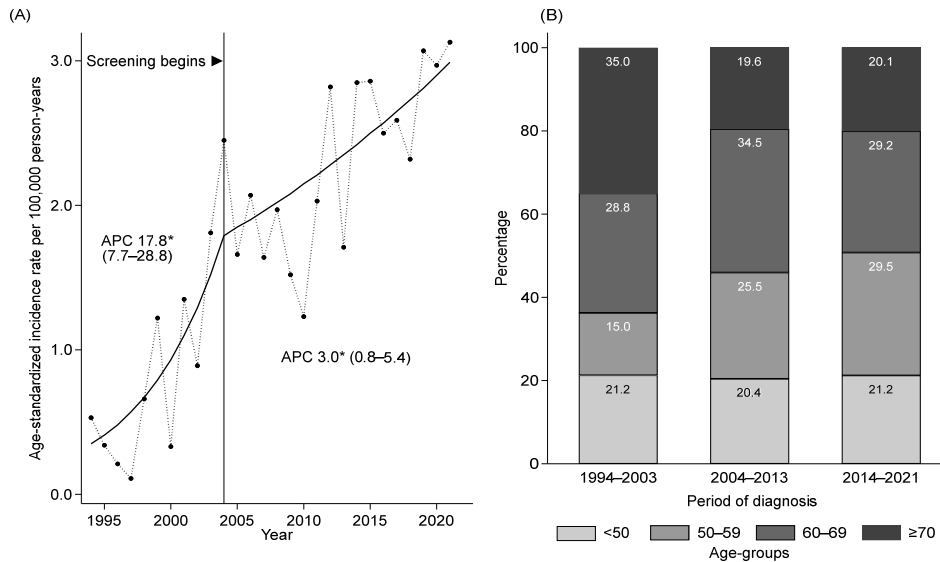 (A)
Age-standardized incidence rate per 100,000 person-years
3.0
2.0
1.0
0.0
Screening begins ►
APC 17.8*
(7.7–28.8)
APC 3.0* (0.8–5.4)
1995 2000 2005 2010 2015 2020
Year
(B)
Percentage
100
80
60
40
20
0
35.0 19.6 20.1
28.8 34.5 29.2
15.0 25.5 29.5
21.2 20.4 21.2
1994–2003 2004–2013 2014–2021
Period of diagnosis
<50 50–59 60–69 ≥70
Age-groups